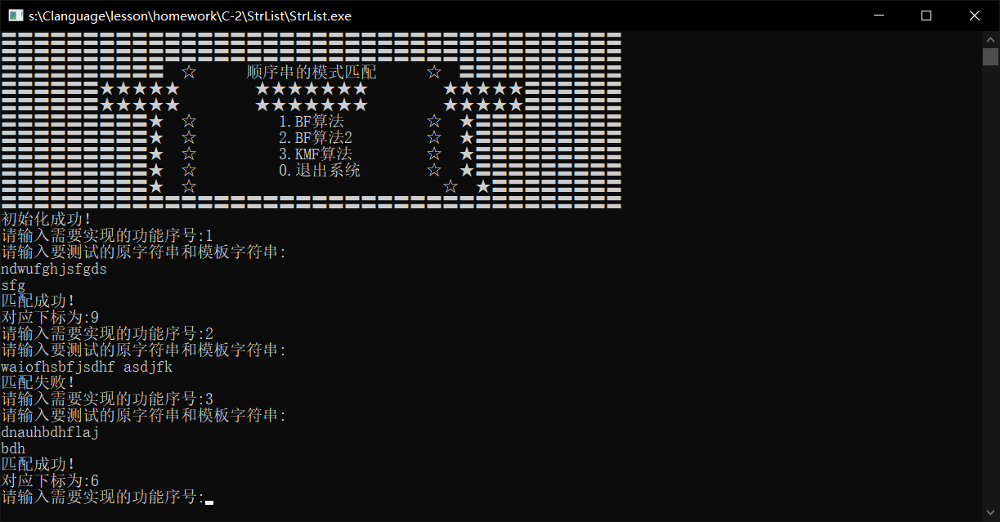 s:\Clanguage\lesson\homework\C-2\StrList\StrList.exe
☆ 顺序串的模式匹配 ☆
★★★★★ ★★★★★★★ ★★★★★
★★★★★ ★★★★★★★ ★★★★★
★ ☆ 1.BF算法 ☆ ★
★ ☆ 2.BF算法2 ☆ ★
★ ☆ 3.KMF算法 ☆ ★
★ ☆ 0.退出系统 ☆ ★
★ ☆ ☆ ★
初始化成功!
请输入需要实现的功能序号:1
请输入要测试的原字符串和模板字符串:
ndwufghjsfgds
sfg
匹配成功!
对应下标为:9
请输入需要实现的功能序号:2
请输入要测试的原字符串和模板字符串:
waiofhsbfjsdhf asdjfk
匹配失败!
请输入需要实现的功能序号:3
请输入要测试的原字符串和模板字符串:
dnauhbdhflaj
bdh
匹配成功!
对应下标为:6
请输入需要实现的功能序号: